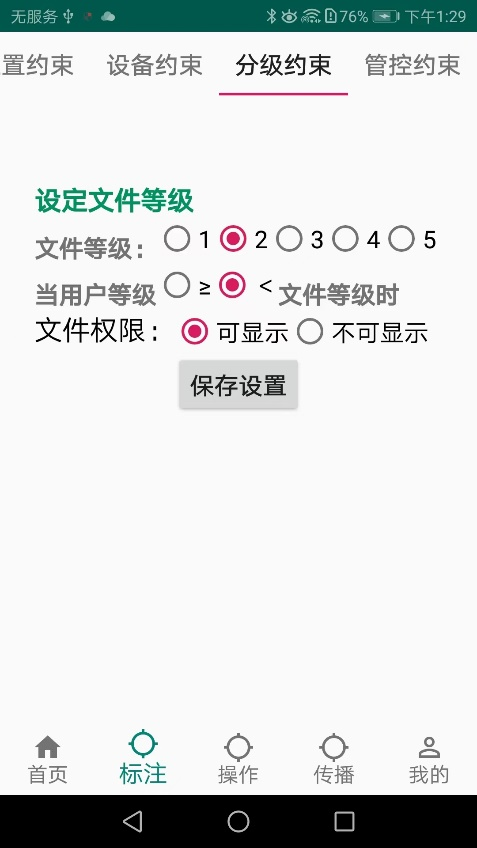 无服务 76% 下午1:29
置约束 设备约束 分级约束 管控约束
设定文件等级
文件等级: 1 2 3 4 5
当用户等级 ≥ < 文件等级时
文件权限: 可显示 不可显示
保存设置
首页 标注 操作 传播 我的